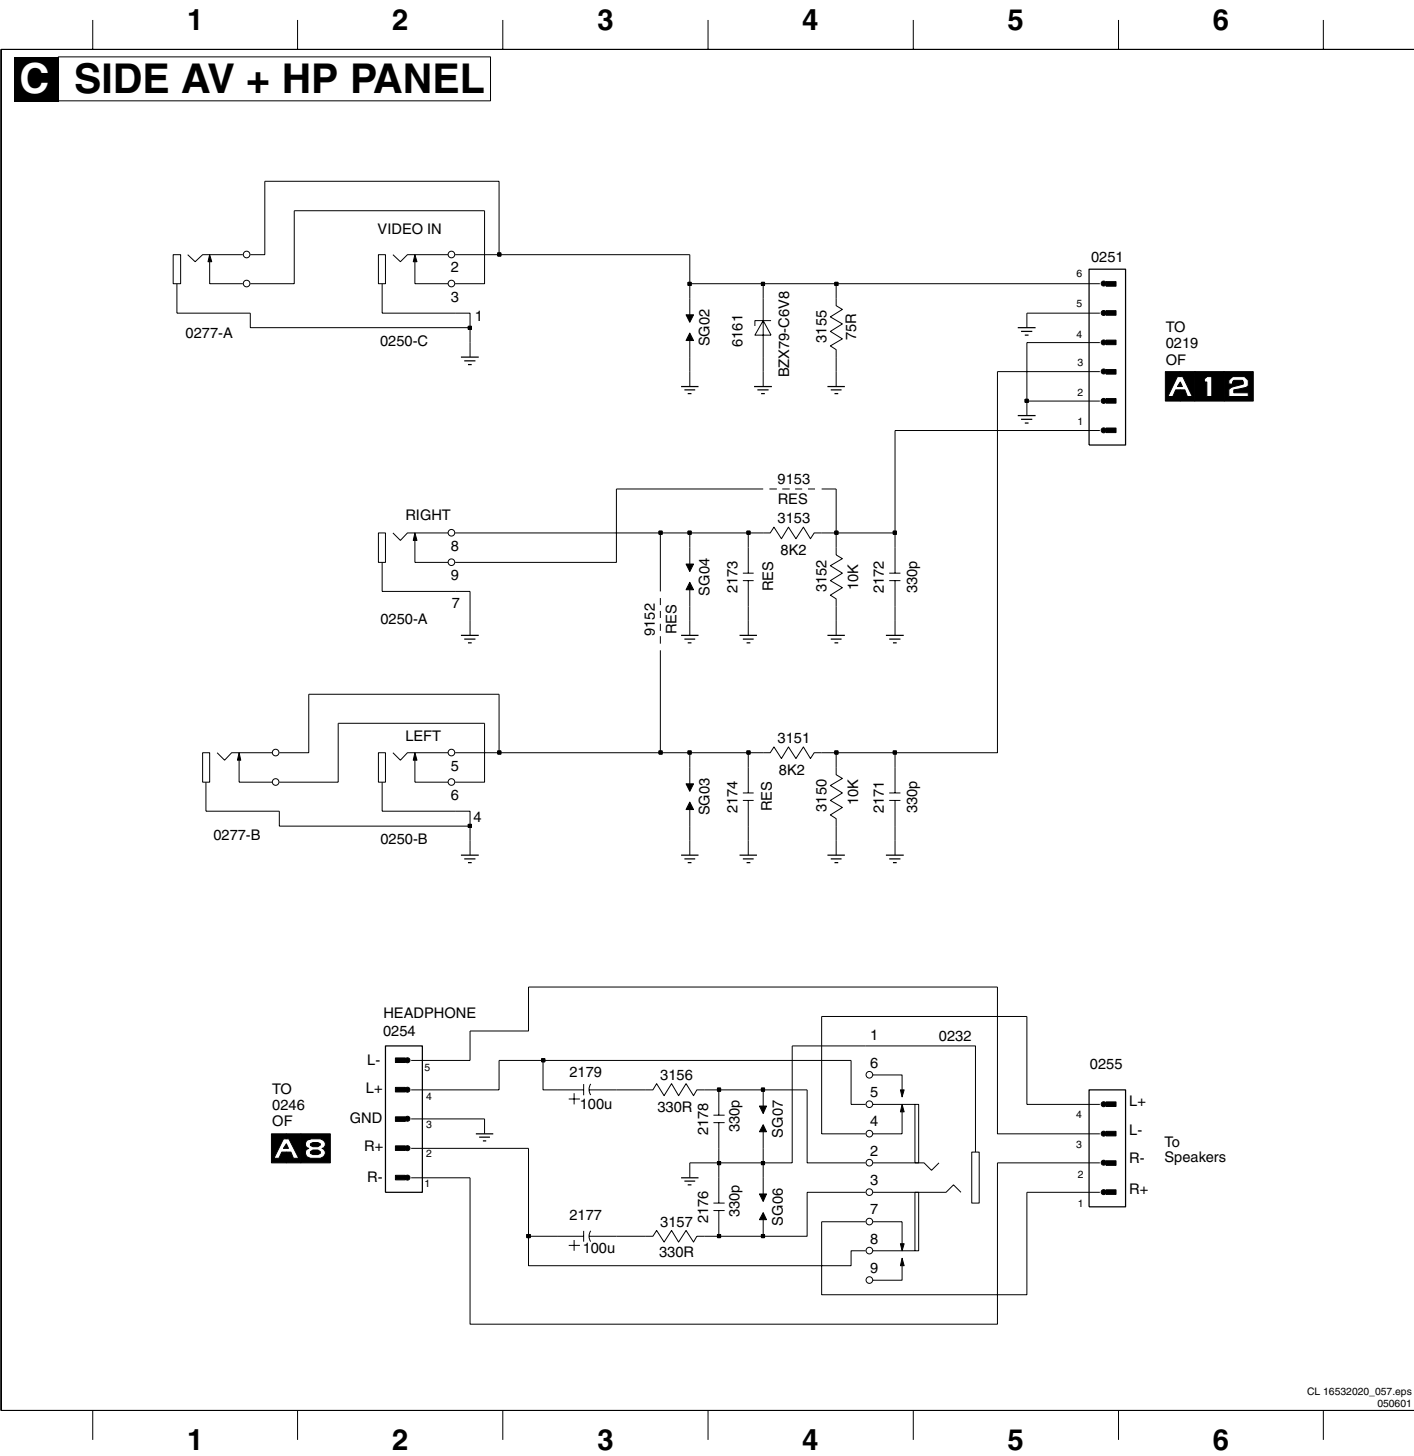 1 2 3 4 5 6
C SIDE AV + HP PANEL
VIDEO IN
2
3
1
0277-A
0250-C
SG02
6161
BZX79-C6V8
3155
75R
0251
6
5
4
3
2
1
TO
0219
OF
A12
RIGHT
8
9
7
0250-A
9153
RES
3153
8K2
9152
RES
SG04
2173
RES
3152
10K
2172
330p
LEFT
5
6
4
0277-B
0250-B
SG03
3151
8K2
2174
RES
3150
10K
2171
330p
HEADPHONE
0254
L-
5
L+
4
GND
3
R+
2
R-
1
TO
0246
OF
A8
2179
+100u
3156
330R
2178
330p
SG07
2176
330p
SG06
2177
+100u
3157
330R
1
0232
6
5
4
2
3
7
8
9
0255
L+
4
L-
3
R-
2
R+
1
To
Speakers
CL 16532020_057.eps
050601
1 2 3 4 5 6